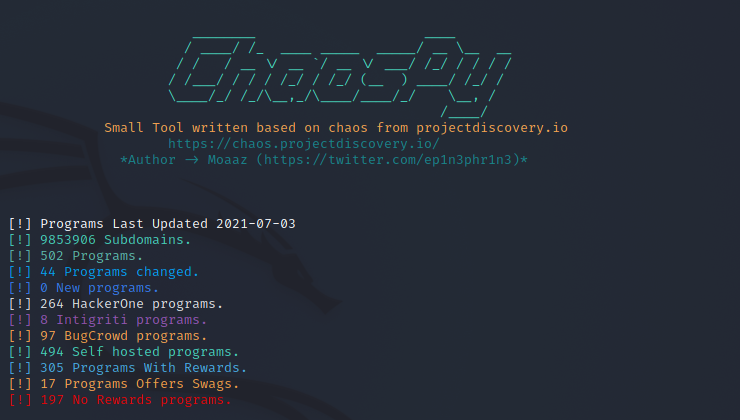 ChaosPy
Small Tool written based on chaos from projectdiscovery.io
https://chaos.projectdiscovery.io/
*Author -> Moaaz (https://twitter.com/ep1n3phr1n3)*
[!] Programs Last Updated 2021-07-03
[!] 9853906 Subdomains.
[!] 502 Programs.
[!] 44 Programs changed.
[!] 0 New programs.
[!] 264 HackerOne programs.
[!] 8 Intigriti programs.
[!] 97 BugCrowd programs.
[!] 494 Self hosted programs.
[!] 305 Programs With Rewards.
[!] 17 Programs Offers Swags.
[!] 197 No Rewards programs.